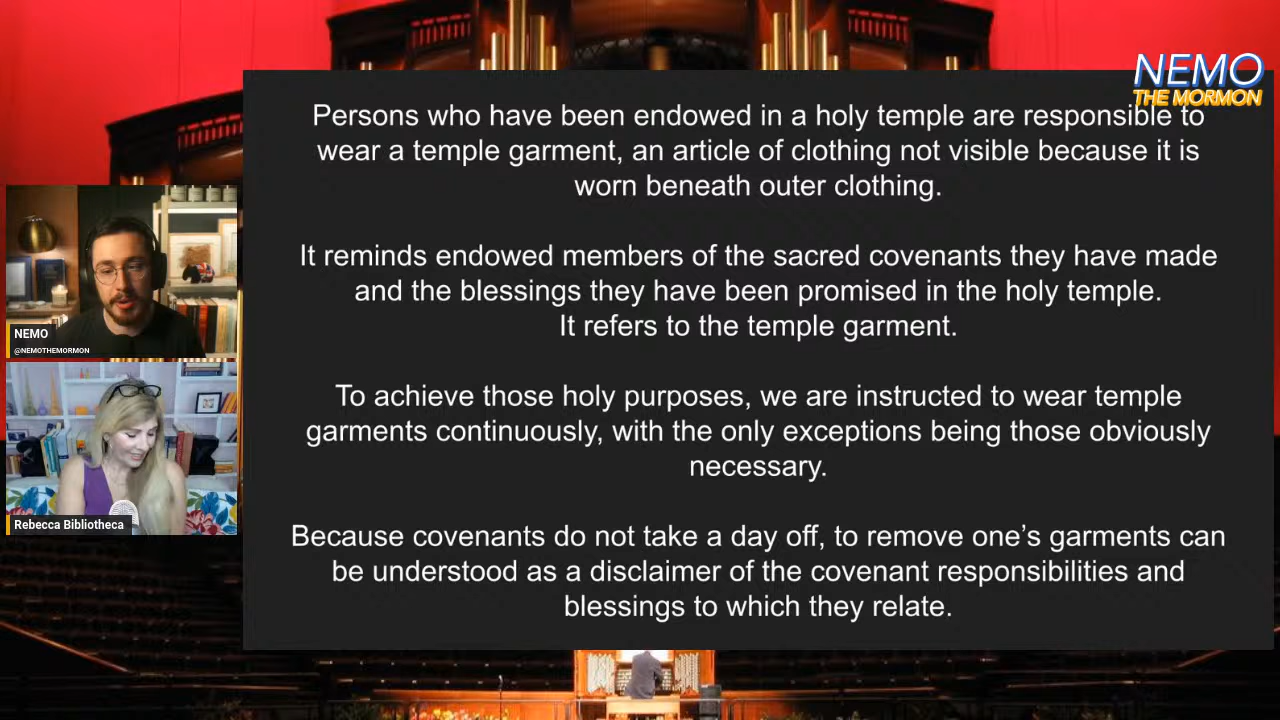 NEMO
THE MORMON
Persons who have been endowed in a holy temple are responsible to
wear a temple garment, an article of clothing not visible because it is
worn beneath outer clothing.
It reminds endowed members of the sacred covenants they have made
and the blessings they have been promised in the holy temple.
It refers to the temple garment.
To achieve those holy purposes, we are instructed to wear temple
garments continuously, with the only exceptions being those obviously
necessary.
Because covenants do not take a day off, to remove one’s garments can
be understood as a disclaimer of the covenant responsibilities and
blessings to which they relate.
NEMO
@NEMOTHEMORMON
Rebecca Bibliotheca